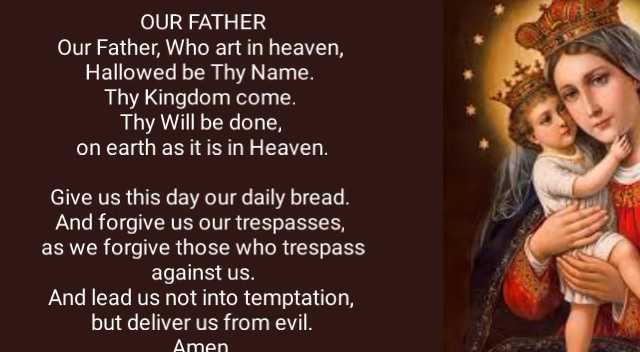 OUR FATHER
Our Father, Who art in heaven,
Hallowed be Thy Name.
Thy Kingdom come.
Thy Will be done,
on earth as it is in Heaven.
Give us this day our daily bread.
And forgive us our trespasses,
as we forgive those who trespass
against us.
And lead us not into temptation,
but deliver us from evil.
Amen